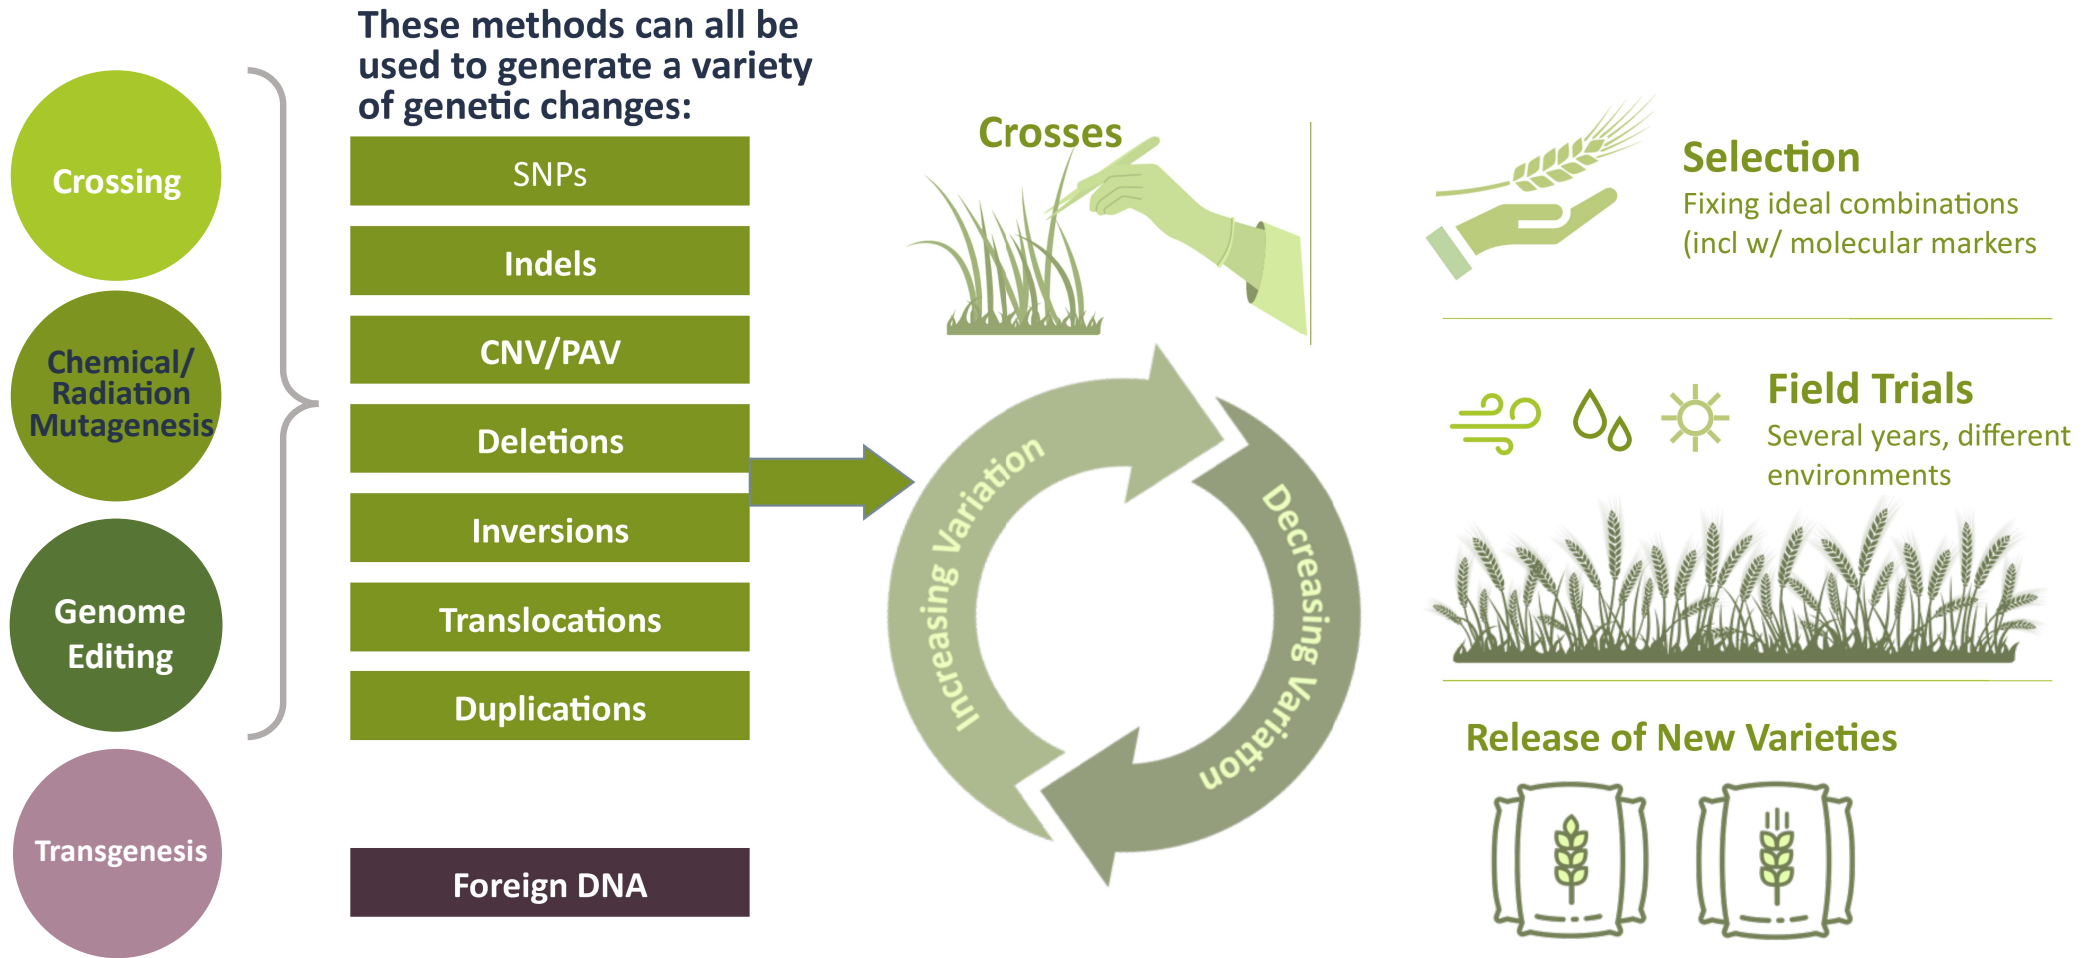 These methods can all be
used to generate a variety
of genetic changes:
Crossing
Chemical/
Radiation
Mutagenesis
Genome
Editing
Transgenesis
SNPs
Indels
CNV/PAV
Deletions
Inversions
Translocations
Duplications
Foreign DNA
Crosses
Increasing Variation
Decreasing Variation
Selection
Fixing ideal combinations
(incl w/ molecular markers
Field Trials
Several years, different
environments
Release of New Varieties